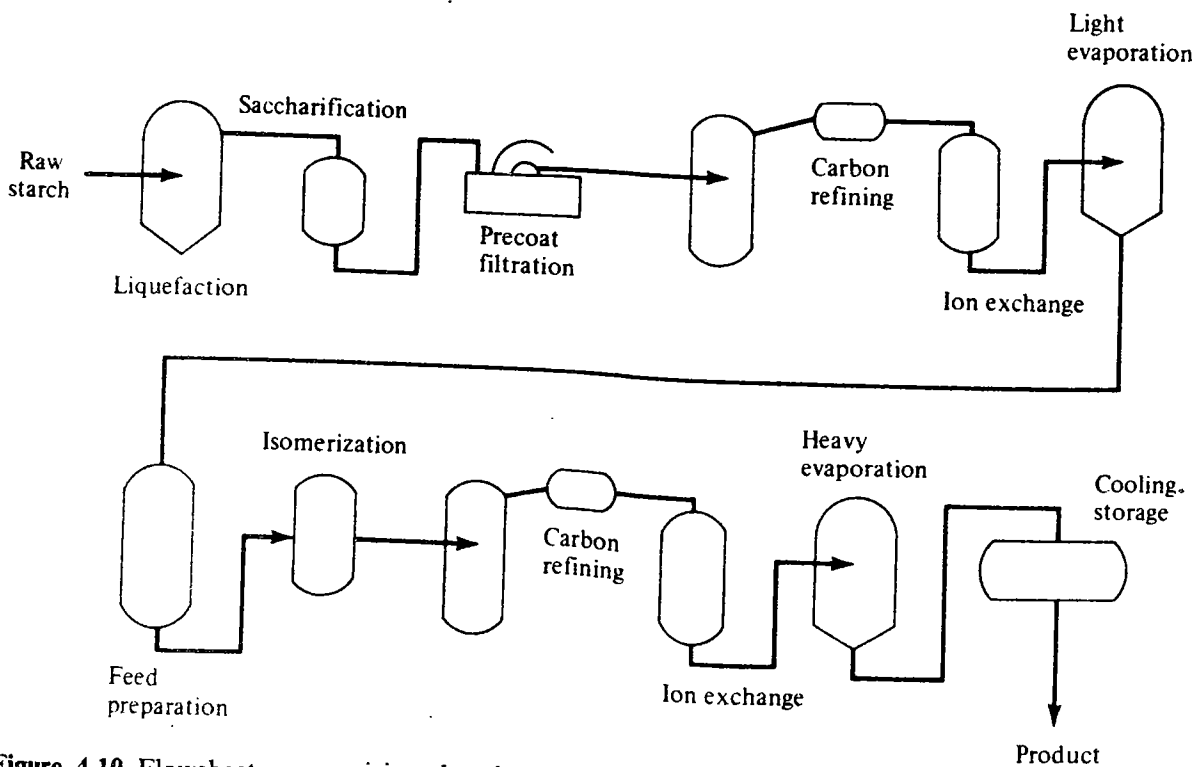 Light
evaporation
Saccharification
Raw
starch
Carbon
refining
Precoat
filtration
Liquefaction
Ion exchange
Isomerization
Heavy
evaporation
Cooling.
storage
Carbon
refining
Feed
preparation
Ion exchange
Product
Figure 4.10 Flowsheet